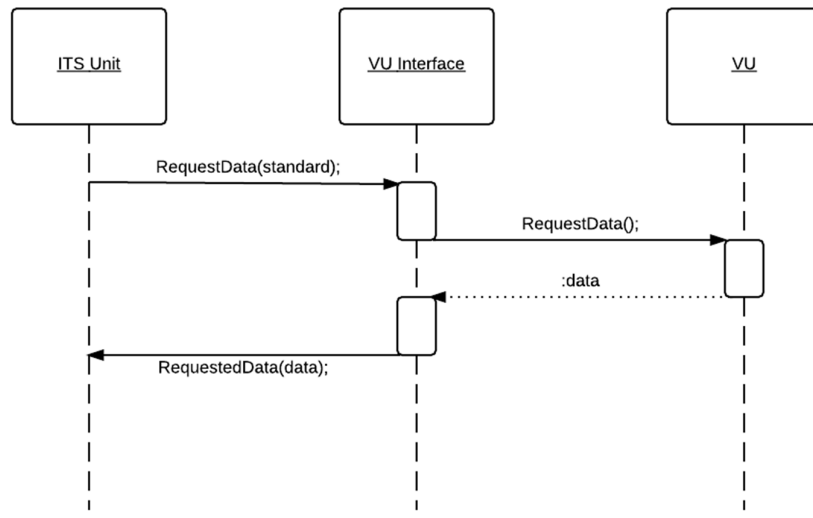 ITS Unit
VU Interface
VU
RequestData(standard);
RequestData();
:data
RequestedData(data);